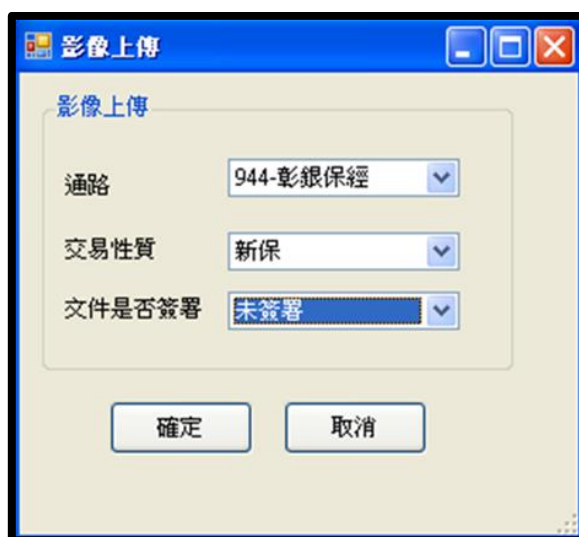 影像上傳
影像上傳
通路 944-彰銀保經
交易性質 新保
文件是否簽署 未簽署
確定 取消